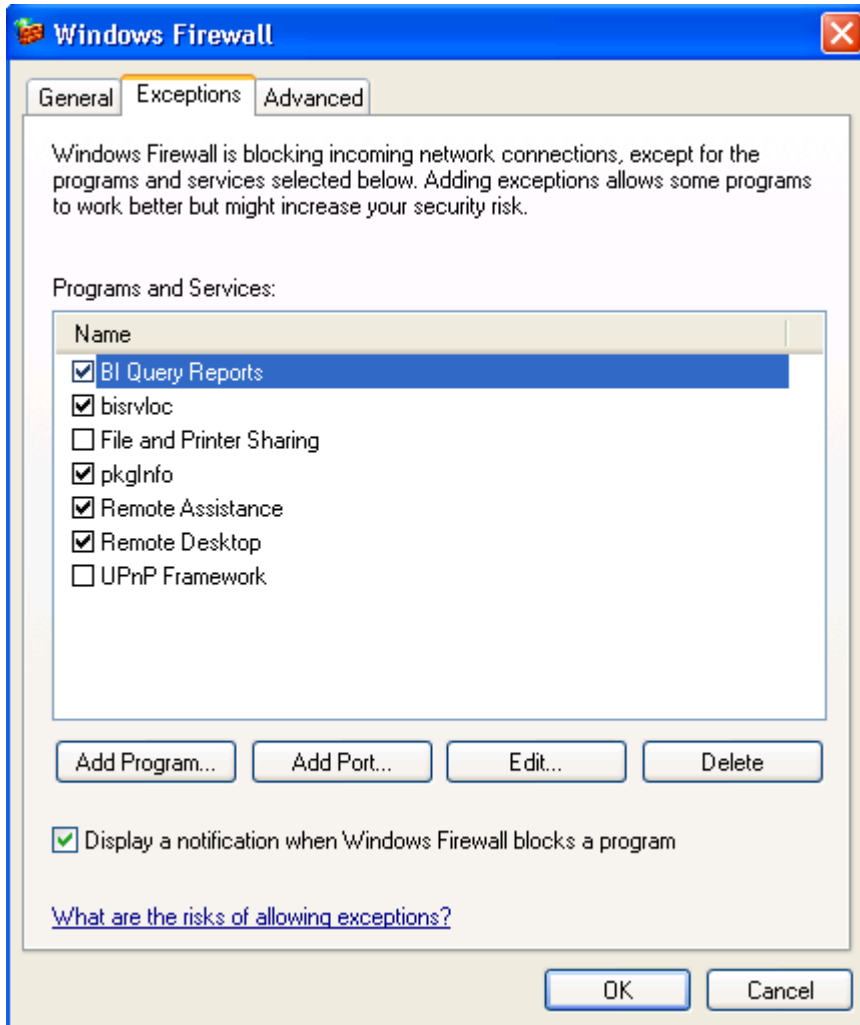 Windows Firewall
General Exceptions Advanced
Windows Firewall is blocking incoming network connections, except for the
programs and services selected below. Adding exceptions allows some programs
to work better but might increase your security risk.
Programs and Services:
Name
BI Query Reports
bisrvloc
File and Printer Sharing
pkgInfo
Remote Assistance
Remote Desktop
UPnP Framework
Add Program... Add Port... Edit... Delete
Display a notification when Windows Firewall blocks a program
What are the risks of allowing exceptions?
OK Cancel